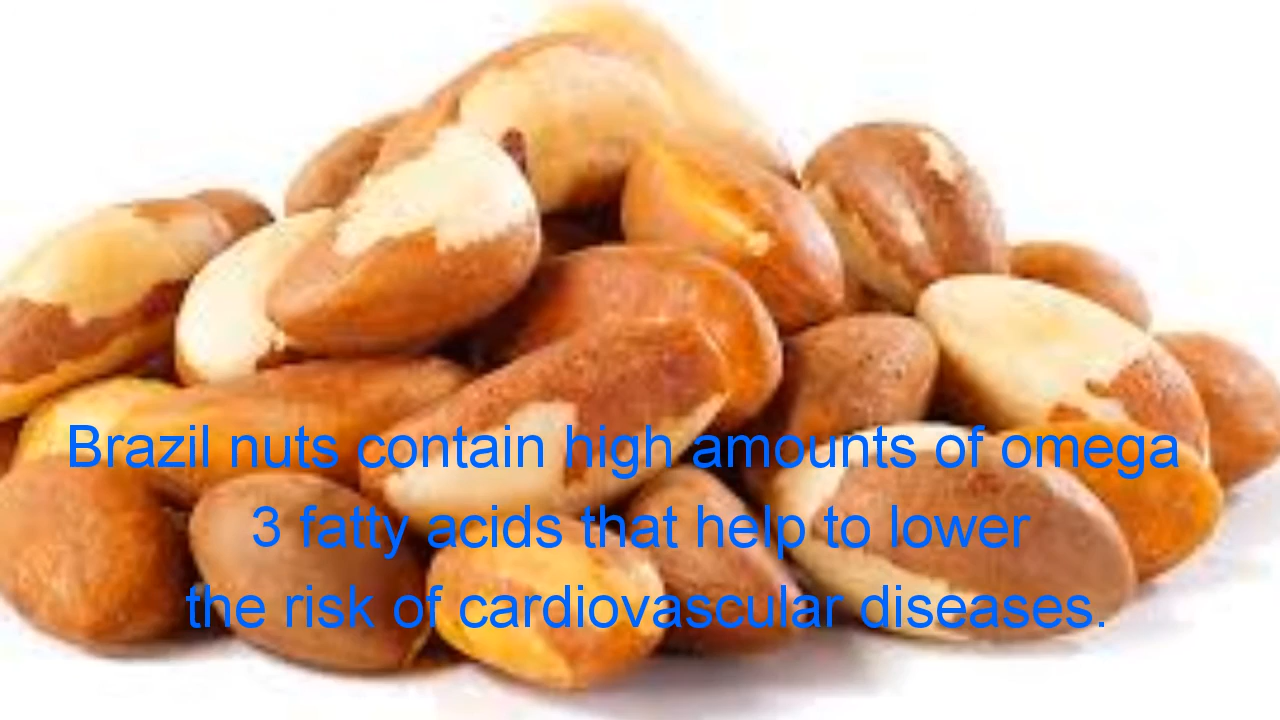 Brazil nuts contain high amounts of omega
3 fatty acids that help to lower
the risk of cardiovascular diseases.